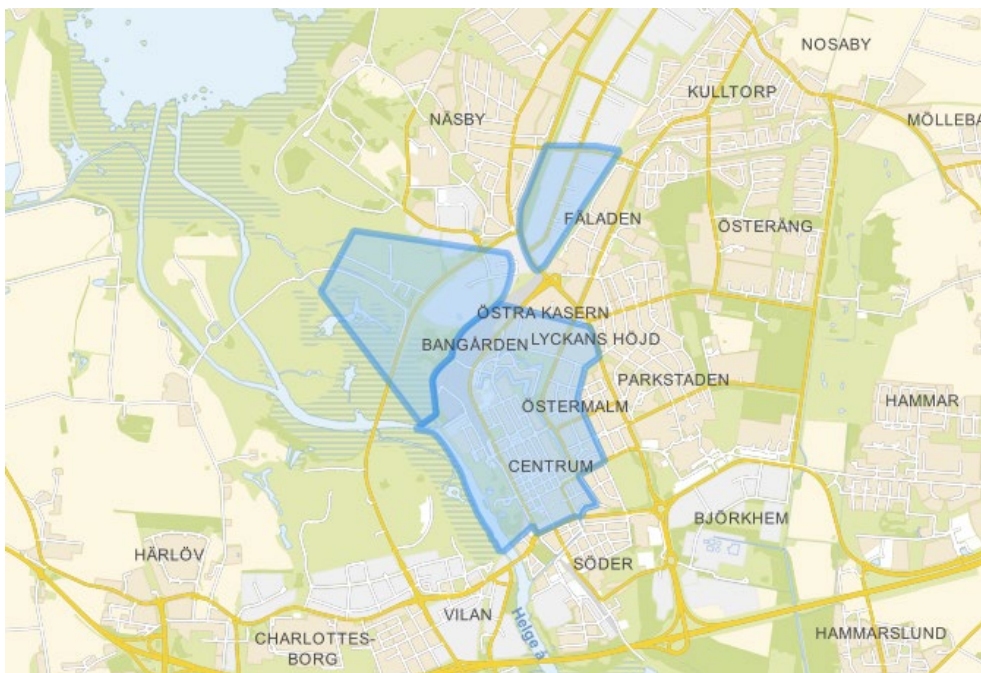 NOSABY
KULLTORP
NÄSBY
MÖLLEBA
FÄLADEN
ÖSTERÄNG
ÖSTRA KASERN
BANGÅRDEN
LYCKANS HÖJD
PARKSTADEN
ÖSTERMALM
HAMMAR
CENTRUM
BJÖRKHEM
HÄRLÖV
SÖDER
VILAN
Helge å
CHARLOTTES-
BORG
HAMMARSLUND